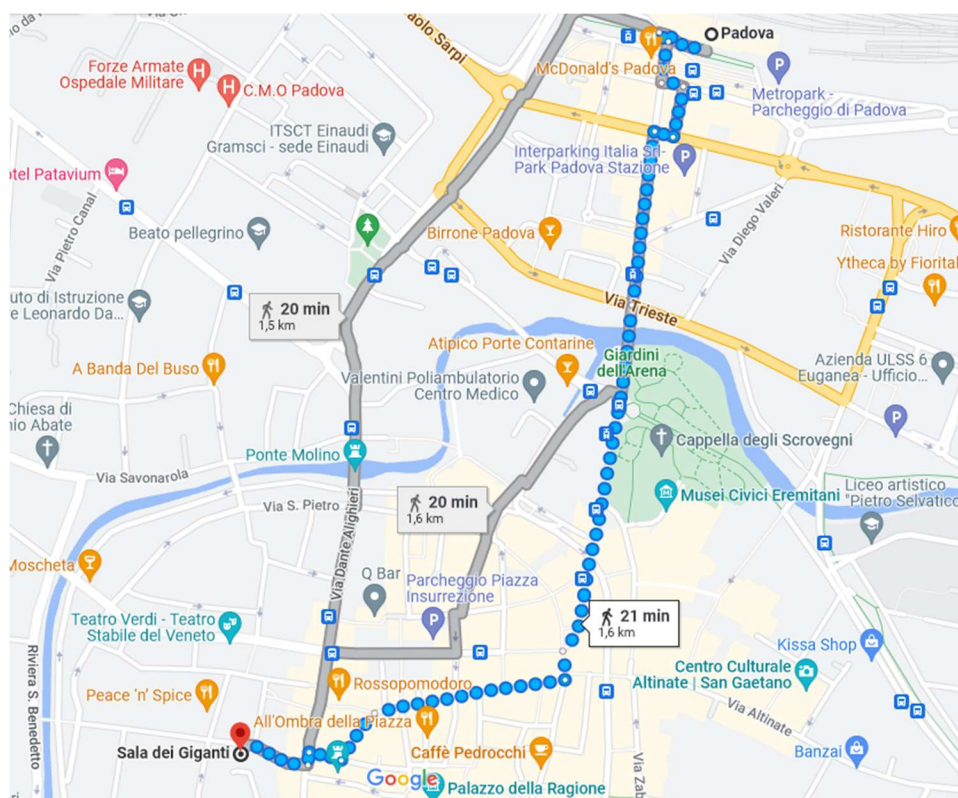 Padova
aolo Sarpi
McDonald's Padova
Forze Armate
Ospedale Militare
C.M.O Padova
Metropark -
Parcheggio di Padova
ITSCT Einaudi
Gramsci - sede Einaudi
Interparking Italia Srl-
Park Padova Stazione
otel Patavium
Via Pietro Canal
Via Diego Valeri
Beato pellegrino
Birrone Padova
Ristorante Hiro
Ytheca by Fiorital
uto di Istruzione
e Leonardo Da...
20 min
1,5 km
Via Trieste
Atipico Porte Contarine
Giardini
dell'Arena
A Banda Del Buso
Valentini Poliambulatorio
Centro Medico
Azienda ULSS 6
Euganea - Ufficio...
Chiesa di
nio Abate
Ponte Molino
Cappella degli Scrovegni
Via Savonarola
Via S. Pietro
20 min
1,6 km
Musei Civici Eremitani
Liceo artistico
"Pietro Selvatico
Via Dante Alighieri
Moscheta
Q Bar
Parcheggio Piazza
Insurrezione
Teatro Verdi - Teatro
Stabile del Veneto
21 min
1,6 km
Kissa Shop
Riviera S. Benedetto
Centro Culturale
Altinate | San Gaetano
Peace 'n' Spice
Rossopomodoro
Via Altinate
All'Ombra della Piazza
Sala dei Giganti
Caffè Pedrocchi
Banzai
Via Zab
Google
Palazzo della Ragione